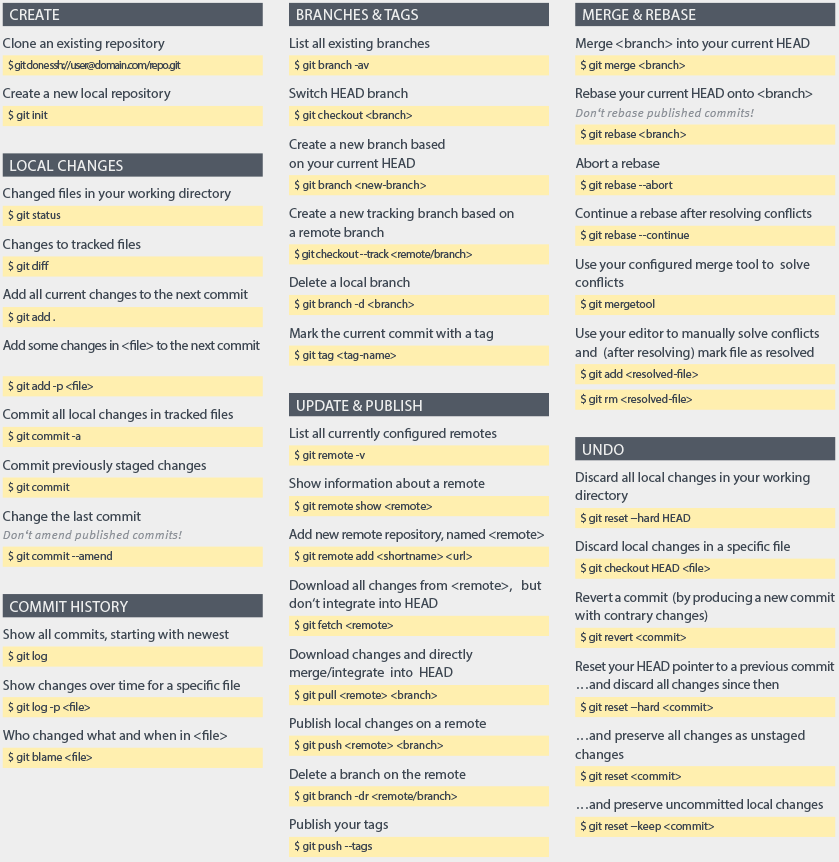 CREATE
Clone an existing repository
$ git clone ssh://user@domain.com/repo.git
Create a new local repository
$ git init
LOCAL CHANGES
Changed files in your working directory
$ git status
Changes to tracked files
$ git diff
Add all current changes to the next commit
$ git add .
Add some changes in <file> to the next commit
$ git add -p <file>
Commit all local changes in tracked files
$ git commit -a
Commit previously staged changes
$ git commit
Change the last commit
Don't amend published commits!
$ git commit --amend
COMMIT HISTORY
Show all commits, starting with newest
$ git log
Show changes over time for a specific file
$ git log -p <file>
Who changed what and when in <file>
$ git blame <file>
BRANCHES & TAGS
List all existing branches
$ git branch -av
Switch HEAD branch
$ git checkout <branch>
Create a new branch based
on your current HEAD
$ git branch <new-branch>
Create a new tracking branch based on
a remote branch
$ git checkout --track <remote/branch>
Delete a local branch
$ git branch -d <branch>
Mark the current commit with a tag
$ git tag <tag-name>
UPDATE & PUBLISH
List all currently configured remotes
$ git remote -v
Show information about a remote
$ git remote show <remote>
Add new remote repository, named <remote>
$ git remote add <shortname> <url>
Download all changes from <remote>, but
don't integrate into HEAD
$ git fetch <remote>
Download changes and directly
merge/integrate into HEAD
$ git pull <remote> <branch>
Publish local changes on a remote
$ git push <remote> <branch>
Delete a branch on the remote
$ git branch -dr <remote/branch>
Publish your tags
$ git push --tags
MERGE & REBASE
Merge <branch> into your current HEAD
$ git merge <branch>
Rebase your current HEAD onto <branch>
Don't rebase published commits!
$ git rebase <branch>
Abort a rebase
$ git rebase --abort
Continue a rebase after resolving conflicts
$ git rebase --continue
Use your configured merge tool to solve
conflicts
$ git mergetool
Use your editor to manually solve conflicts
and (after resolving) mark file as resolved
$ git add <resolved-file>
$ git rm <resolved-file>
UNDO
Discard all local changes in your working
directory
$ git reset --hard HEAD
Discard local changes in a specific file
$ git checkout HEAD <file>
Revert a commit (by producing a new commit
with contrary changes)
$ git revert <commit>
Reset your HEAD pointer to a previous commit
…and discard all changes since then
$ git reset --hard <commit>
…and preserve all changes as unstaged
changes
$ git reset <commit>
…and preserve uncommitted local changes
$ git reset --keep <commit>